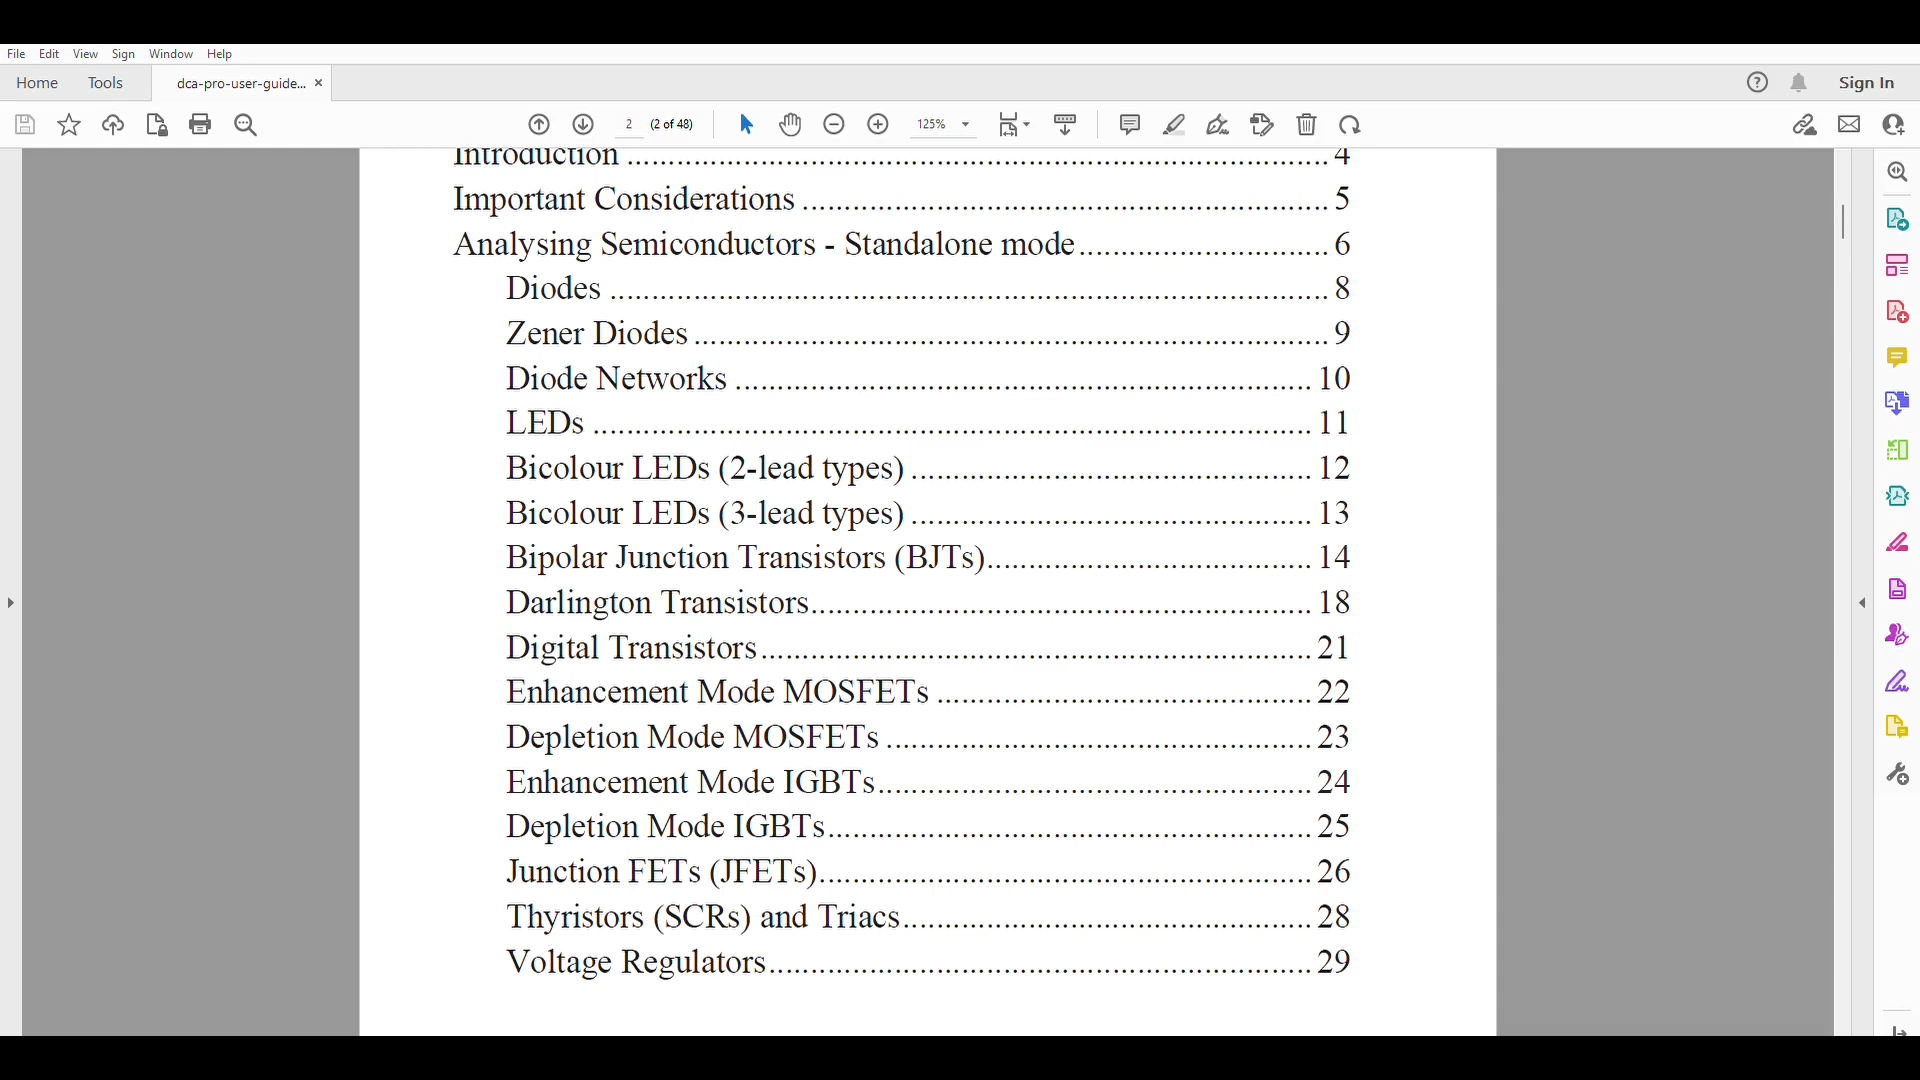 File Edit View Sign Window Help
Home Tools dca-pro-user-guide... × Sign In
2 (2 of 48) 125%
Introduction .................................................................................... 4
Important Considerations ............................................................... 5
Analysing Semiconductors - Standalone mode.............................. 6
Diodes ...................................................................................... 8
Zener Diodes ............................................................................ 9
Diode Networks ..................................................................... 10
LEDs ...................................................................................... 11
Bicolour LEDs (2-lead types) ................................................ 12
Bicolour LEDs (3-lead types) ................................................ 13
Bipolar Junction Transistors (BJTs)....................................... 14
Darlington Transistors............................................................ 18
Digital Transistors.................................................................. 21
Enhancement Mode MOSFETs ............................................. 22
Depletion Mode MOSFETs ................................................... 23
Enhancement Mode IGBTs.................................................... 24
Depletion Mode IGBTs.......................................................... 25
Junction FETs (JFETs)........................................................... 26
Thyristors (SCRs) and Triacs................................................. 28
Voltage Regulators................................................................. 29